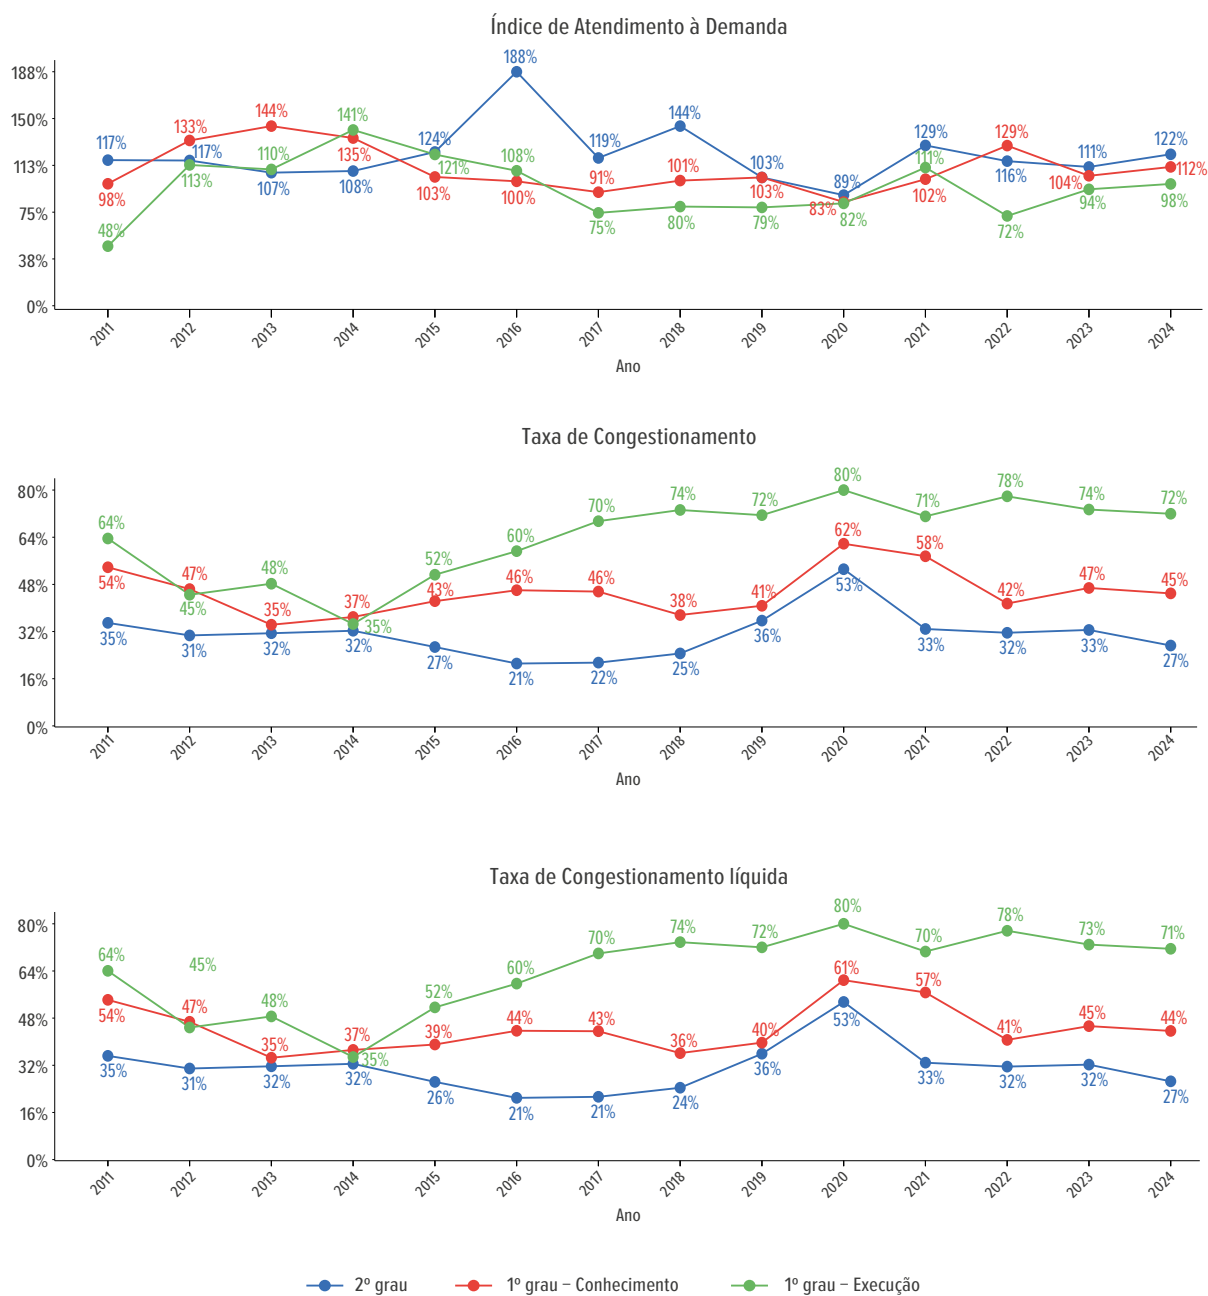 Índice de Atendimento à Demanda
188%
150%
113%
75%
38%
0%
117% 117% 107% 108% 124% 188% 119% 144% 103% 89% 129% 116% 111% 122%
98% 133% 144% 135% 103% 100% 91% 101% 103% 83% 102% 129% 104% 112%
48% 113% 110% 141% 121% 108% 75% 80% 79% 82% 111% 72% 94% 98%
2011 2012 2013 2014 2015 2016 2017 2018 2019 2020 2021 2022 2023 2024
Ano
Taxa de Congestionamento
80%
64%
48%
32%
16%
0%
64% 45% 48% 35% 52% 60% 70% 74% 72% 80% 71% 78% 74% 72%
54% 47% 35% 37% 43% 46% 46% 38% 41% 62% 58% 42% 47% 45%
35% 31% 32% 32% 27% 21% 22% 25% 36% 53% 33% 32% 33% 27%
2011 2012 2013 2014 2015 2016 2017 2018 2019 2020 2021 2022 2023 2024
Ano
Taxa de Congestionamento líquida
80%
64%
48%
32%
16%
0%
64% 45% 48% 35% 52% 60% 70% 74% 72% 80% 70% 78% 73% 71%
54% 47% 35% 37% 39% 44% 43% 36% 40% 61% 57% 41% 45% 44%
35% 31% 32% 32% 26% 21% 21% 24% 36% 53% 33% 32% 32% 27%
2011 2012 2013 2014 2015 2016 2017 2018 2019 2020 2021 2022 2023 2024
Ano
2º grau 1º grau – Conhecimento 1º grau – Execução